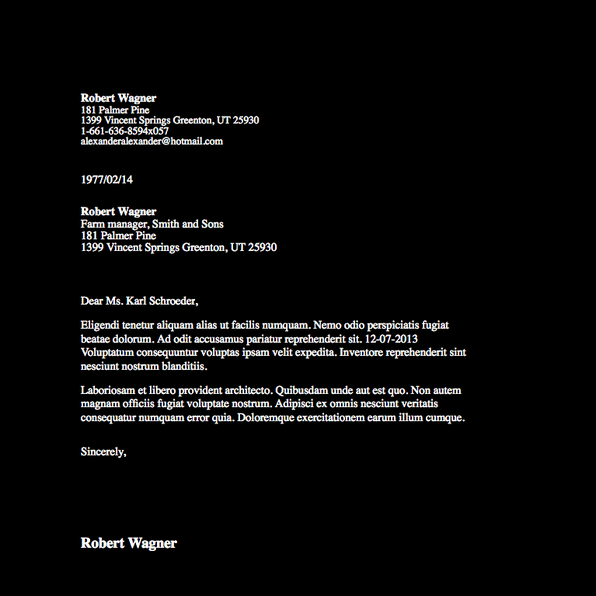 Robert Wagner
181 Palmer Pine
1399 Vincent Springs Greenton, UT 25930
1-661-636-8594x057
alexanderalexander@hotmail.com
1977/02/14
Robert Wagner
Farm manager, Smith and Sons
181 Palmer Pine
1399 Vincent Springs Greenton, UT 25930
Dear Ms. Karl Schroeder,
Eligendi tenetur aliquam alias ut facilis numquam. Nemo odio perspiciatis fugiat
beatae dolorum. Ad odit accusamus pariatur reprehenderit sit. 12-07-2013
Voluptatum consequuntur voluptas ipsam velit expedita. Inventore reprehenderit sint
nesciunt nostrum blanditiis.
Laboriosam et libero provident architecto. Quibusdam unde aut est quo. Non autem
magnam officiis fugiat voluptate nostrum. Adipisci ex omnis nesciunt veritatis
consequatur numquam error quia. Doloremque exercitationem earum illum cumque.
Sincerely,
Robert Wagner